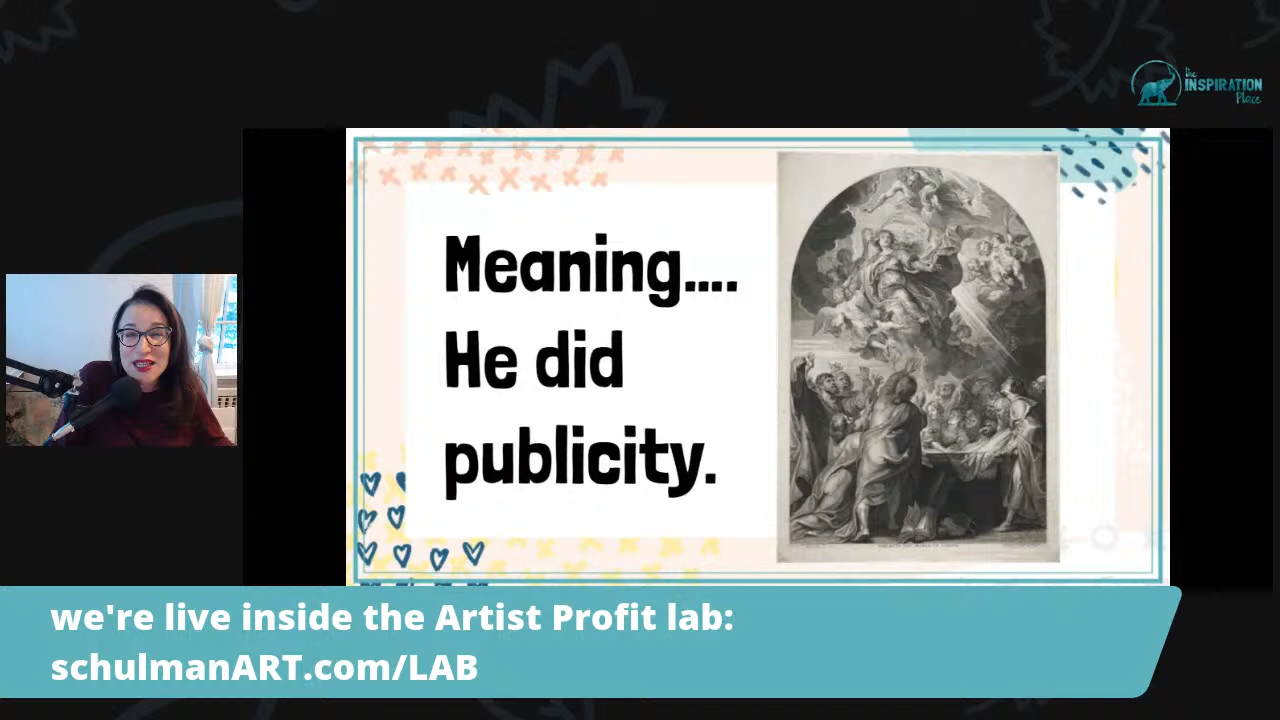 the
INSPIRATION
Place
Meaning....
He did
publicity.
we're live inside the Artist Profit lab:
schulmanART.com/LAB